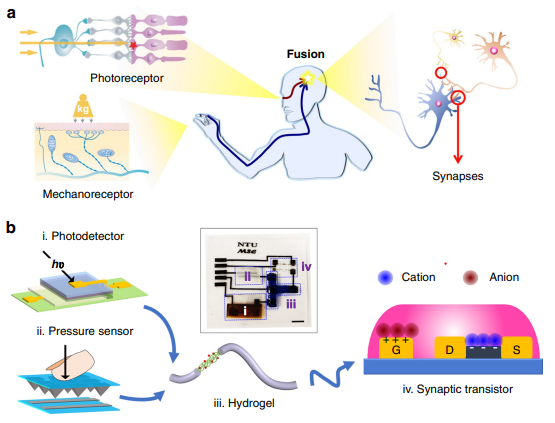 a
Photoreceptor
kg
Mechanoreceptor
Fusion
Synapses
b
i. Photodetector
hυ
ii. Pressure sensor
NTU
MSE
ii
iv
i
iii
iii. Hydrogel
Cation
Anion
+ + +
G
D
- - -
S
iv. Synaptic transistor